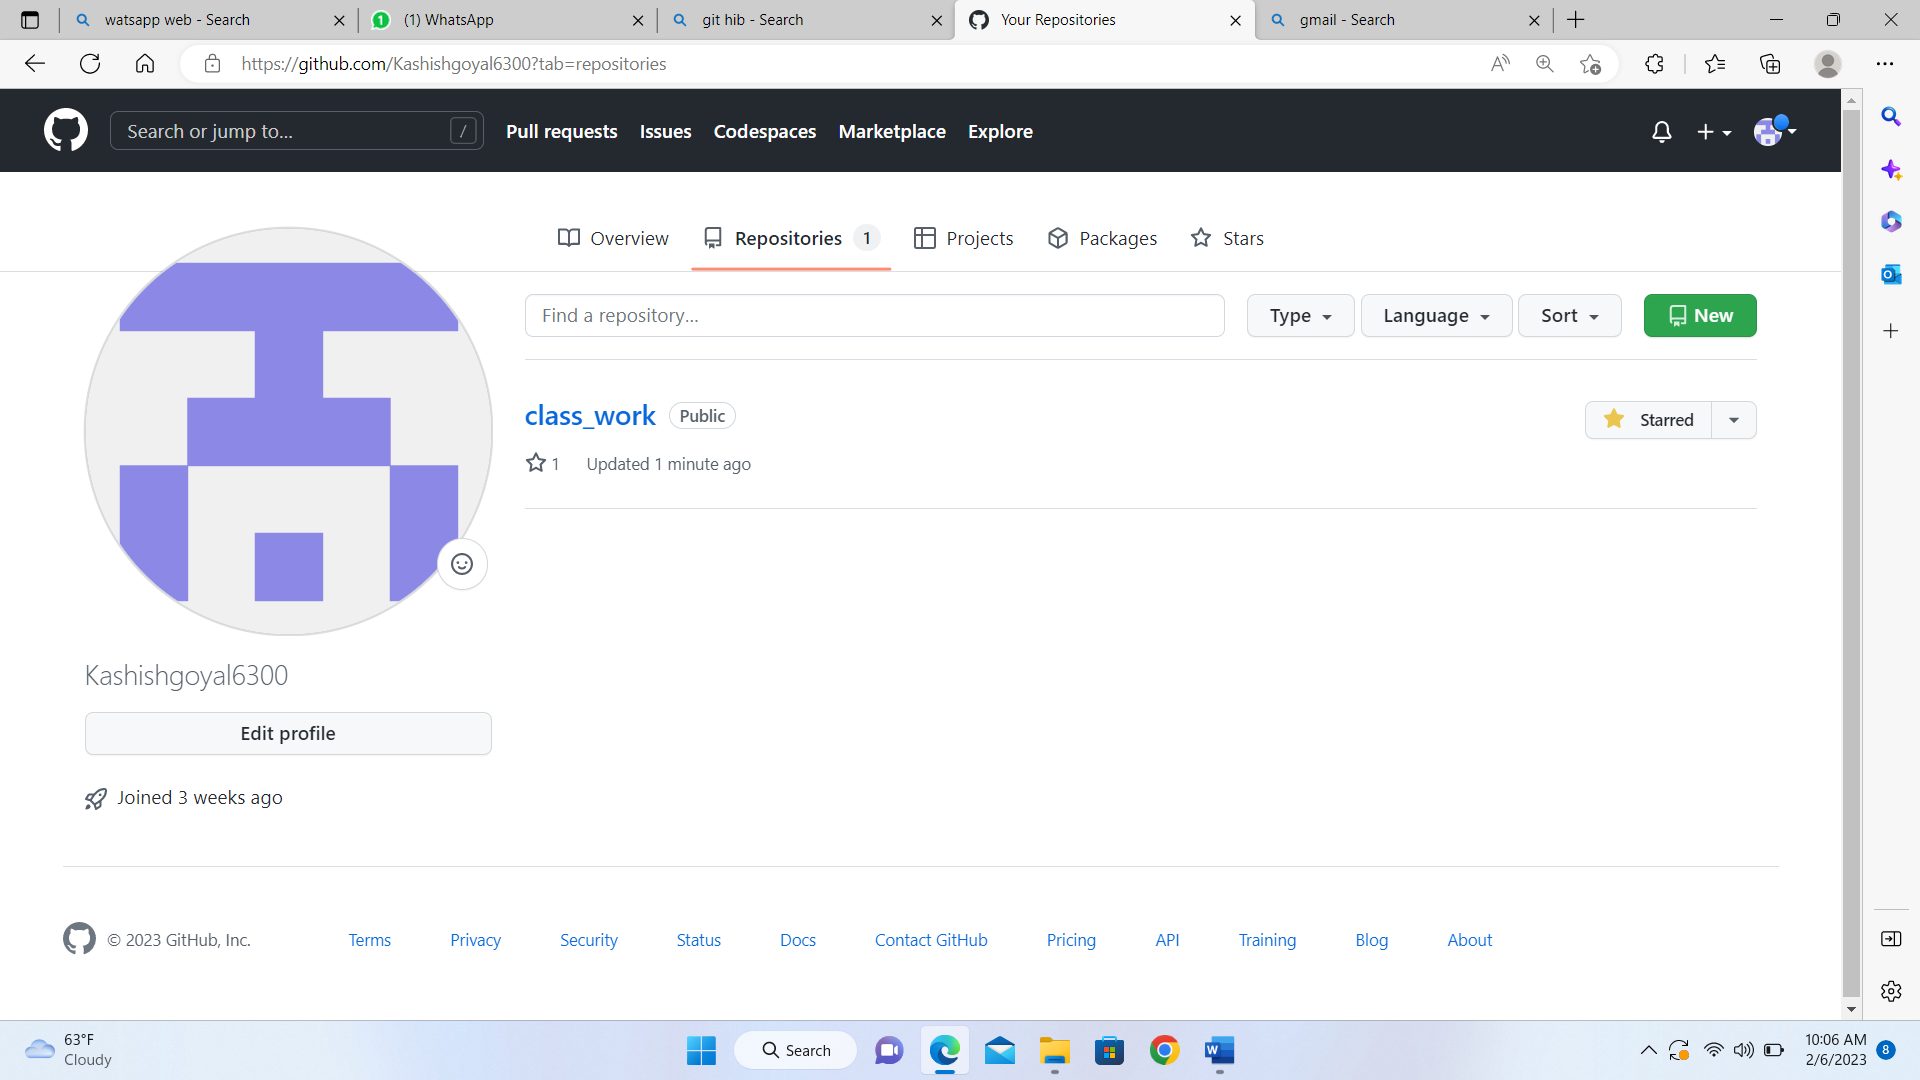 watsapp web - Search
(1) WhatsApp
git hib - Search
Your Repositories
gmail - Search
https://github.com/Kashishgoyal6300?tab=repositories
Search or jump to... /
Pull requests Issues Codespaces Marketplace Explore
Overview Repositories 1 Projects Packages Stars
Find a repository... Type Language Sort New
class_work Public Starred
1 Updated 1 minute ago
Kashishgoyal6300
Edit profile
Joined 3 weeks ago
© 2023 GitHub, Inc. Terms Privacy Security Status Docs Contact GitHub Pricing API Training Blog About
63°F
Cloudy
Search
10:06 AM
2/6/2023
8